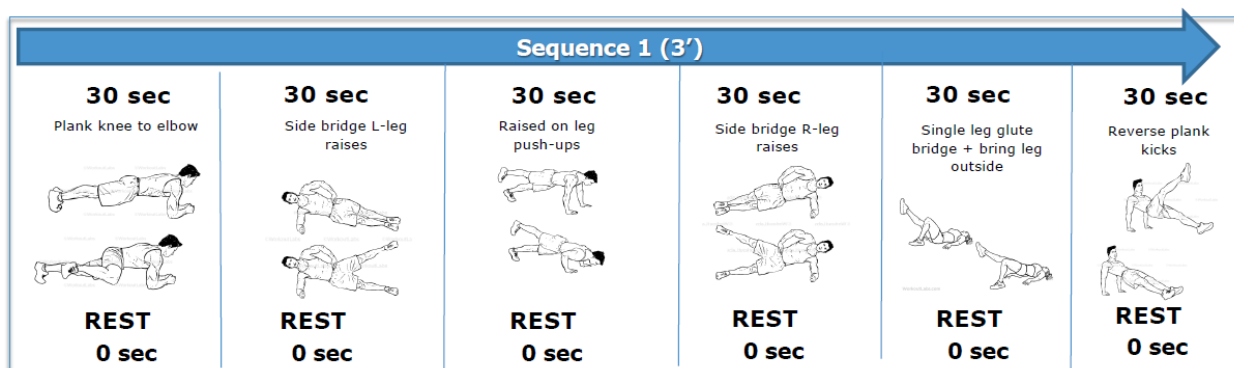 Sequence 1 (3’)
30 sec
Plank knee to elbow
REST
0 sec
30 sec
Side bridge L-leg
raises
REST
0 sec
30 sec
Raised on leg
push-ups
REST
0 sec
30 sec
Side bridge R-leg
raises
REST
0 sec
30 sec
Single leg glute
bridge + bring leg
outside
REST
0 sec
30 sec
Reverse plank
kicks
REST
0 sec